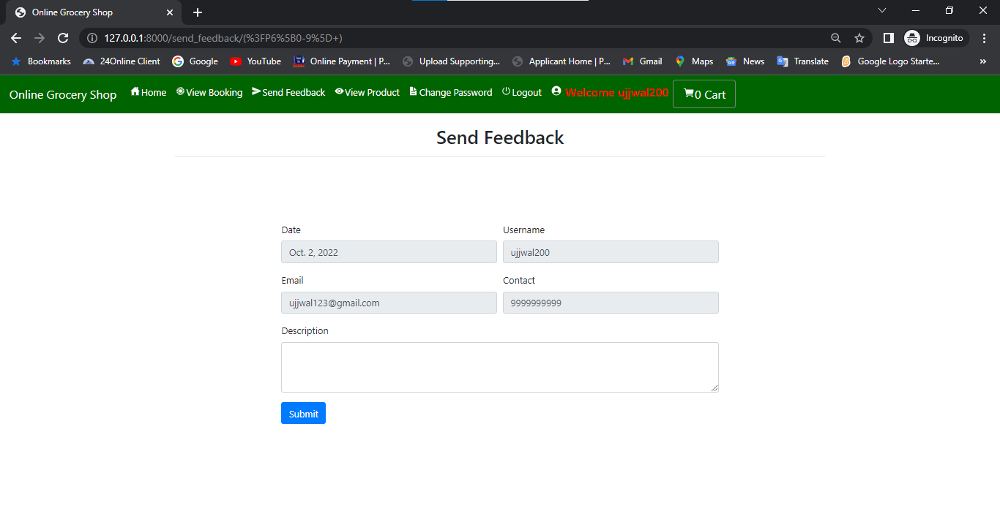 Online Grocery Shop
127.0.0.1:8000/send_feedback/(%3FP6%5B0-9%5D+)
Incognito
Bookmarks 24Online Client Google YouTube Online Payment | P... Upload Supporting... Applicant Home | P... Gmail Maps News Translate Google Logo Starte... »
Online Grocery Shop Home View Booking Send Feedback View Product Change Password Logout Welcome ujjwal200 0 Cart
Send Feedback
Date Username
Oct. 2, 2022 ujjwal200
Email Contact
ujjwal123@gmail.com 9999999999
Description
Submit